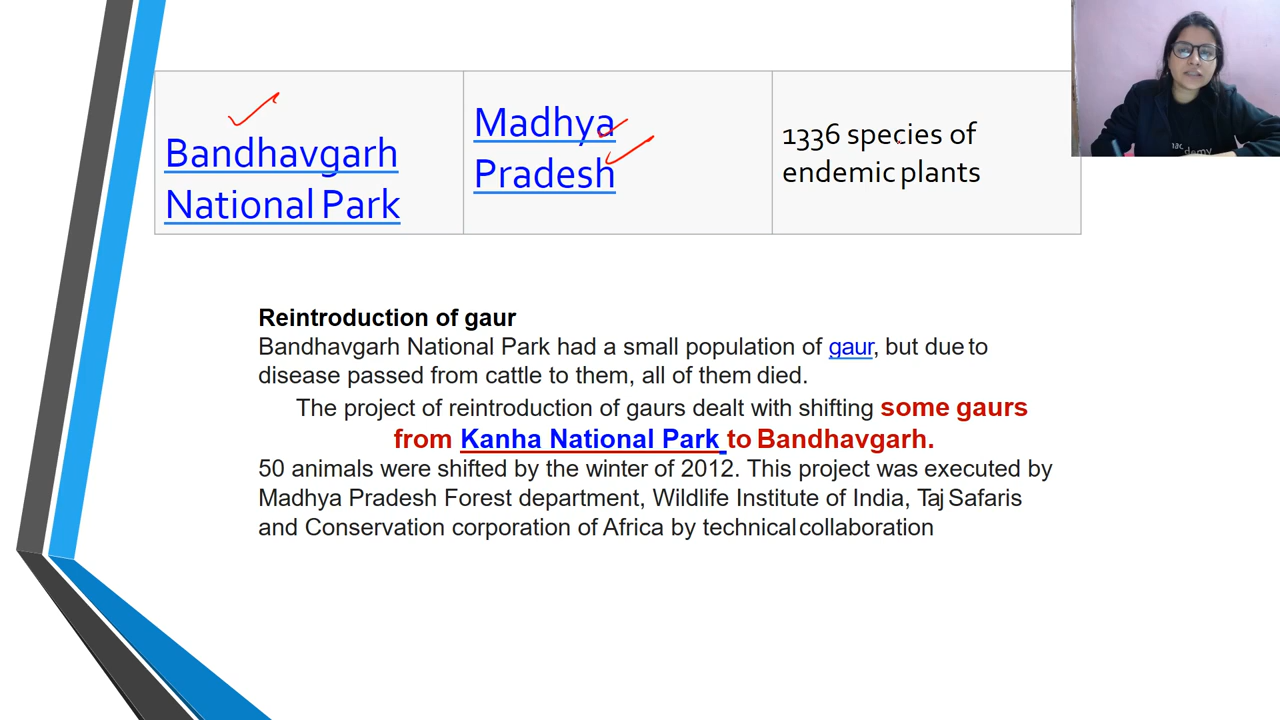 Bandhavgarh
National Park
Madhya
Pradesh
1336 species of
endemic plants
Reintroduction of gaur
Bandhavgarh National Park had a small population of gaur, but due to
disease passed from cattle to them, all of them died.
The project of reintroduction of gaurs dealt with shifting some gaurs
from Kanha National Park to Bandhavgarh.
50 animals were shifted by the winter of 2012. This project was executed by
Madhya Pradesh Forest department, Wildlife Institute of India, Taj Safaris
and Conservation corporation of Africa by technical collaboration